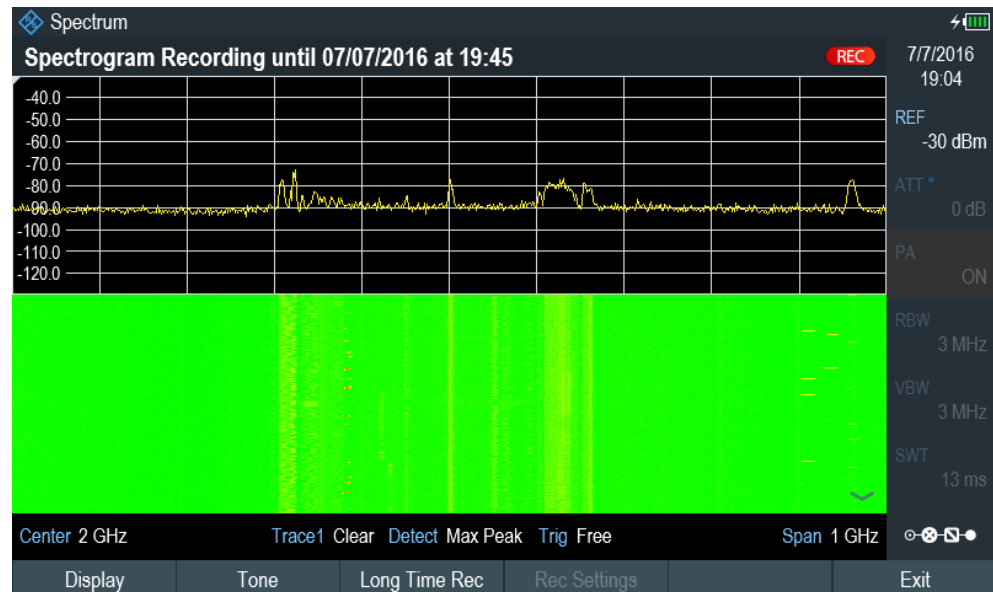 Spectrum
Spectrogram Recording until 07/07/2016 at 19:45 REC
7/7/2016
19:04
-40.0
-50.0
-60.0
-70.0
-80.0
-90.0
-100.0
-110.0
-120.0
REF
-30 dBm
ATT
0 dB
PA
ON
RBW
3 MHz
VBW
3 MHz
SWT
13 ms
Center 2 GHz Trace1 Clear Detect Max Peak Trig Free Span 1 GHz
Display Tone Long Time Rec Rec Settings Exit